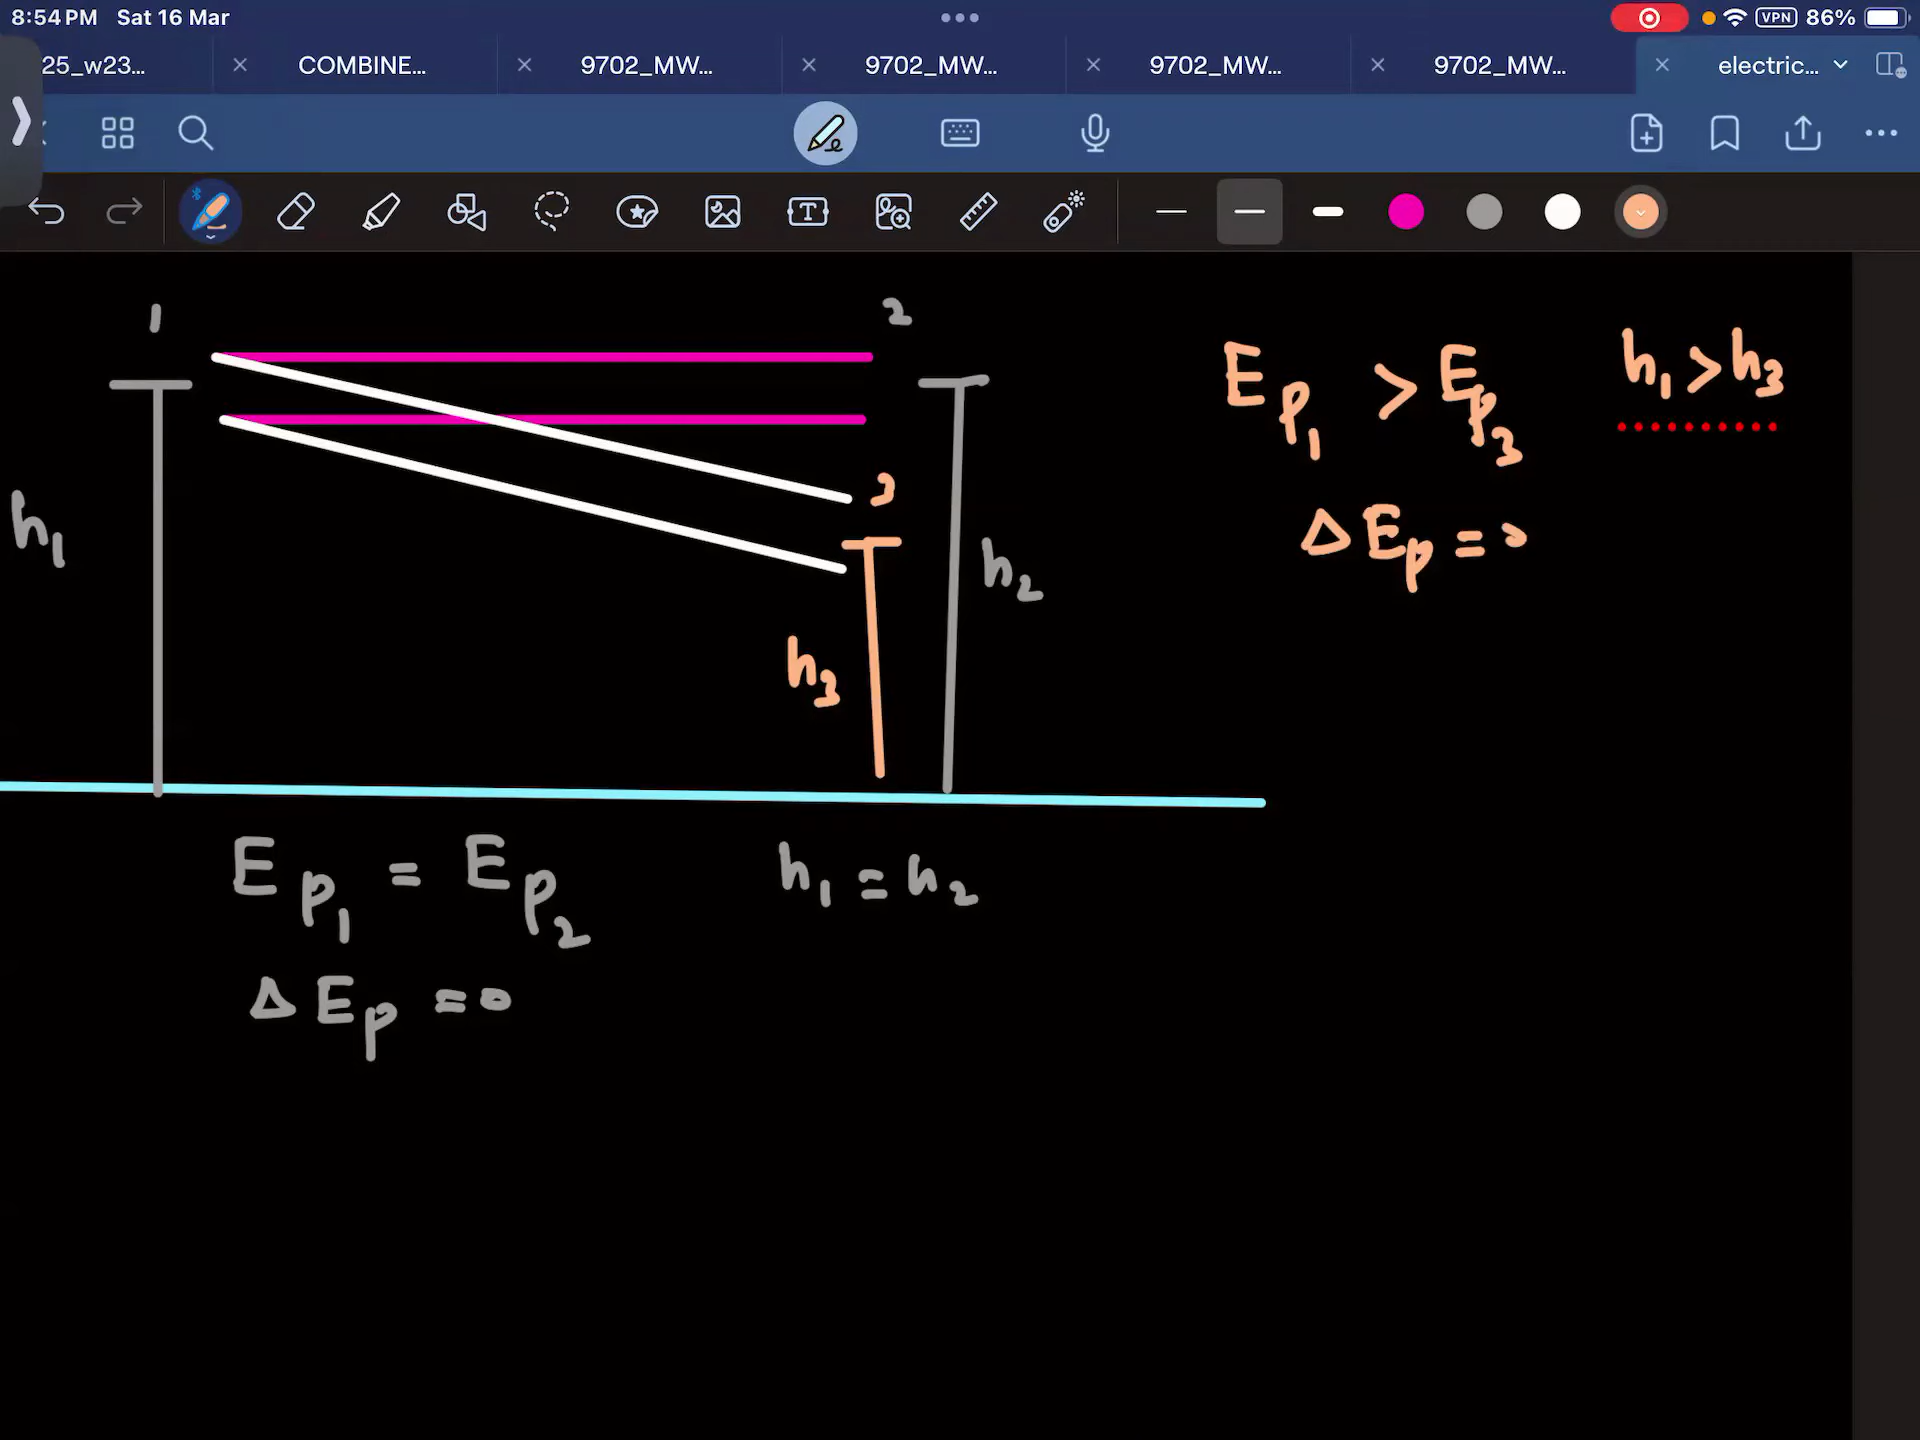 8:54 PM Sat 16 Mar
VPN 86%
25_w23...
COMBINE...
9702_MW...
9702_MW...
9702_MW...
9702_MW...
electric...
1
2
Ep₁ > Ep₃
h₁ > h₃
3
h₁
ΔEp =
h₂
h₃
Ep₁ = Ep₂
h₁ = h₂
ΔEp = 0